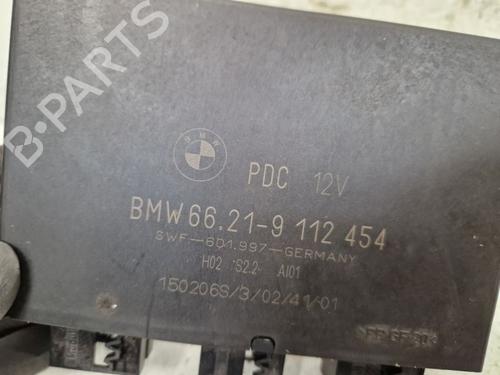 BMW
PDC 12V
BMW 66.21-9 112 454
SWF-601.997-GERMANY
H02 S2.2 AI01
150206S/3/02/41/01
B-PARTS